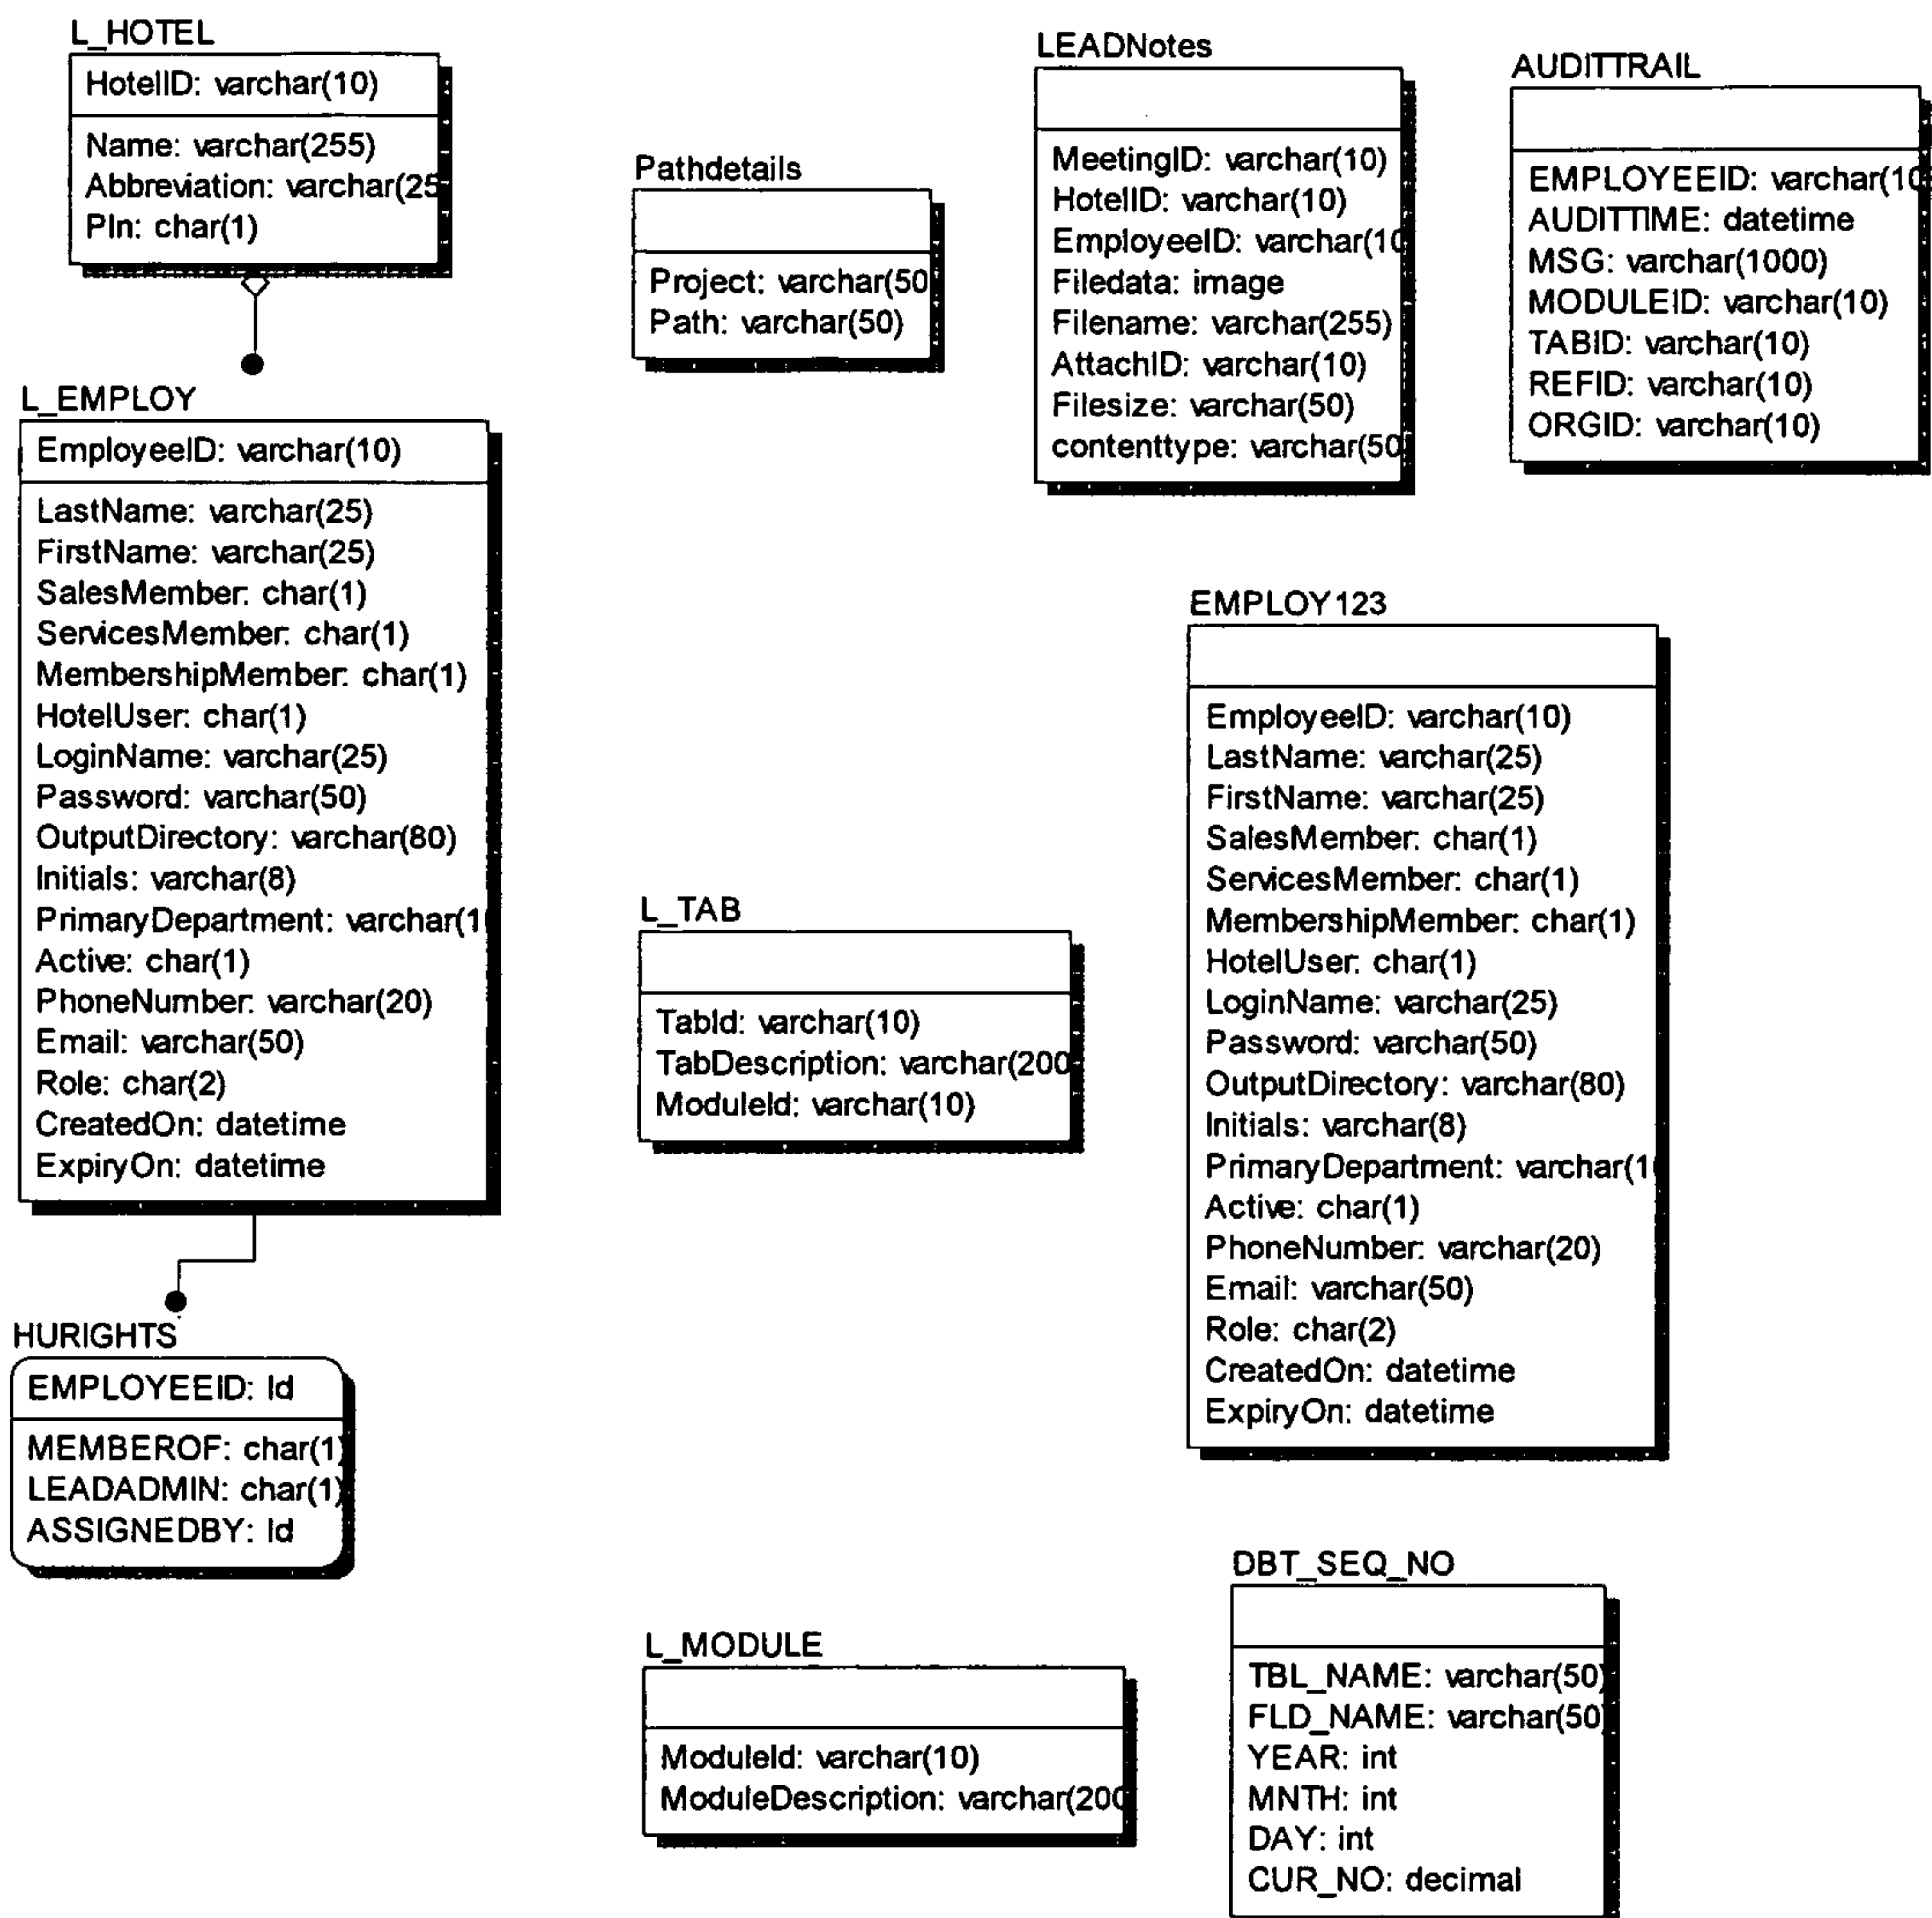 L_HOTEL
HotelID: varchar(10)
Name: varchar(255)
Abbreviation: varchar(25
Pln: char(1)
L_EMPLOY
EmployeeID: varchar(10)
LastName: varchar(25)
FirstName: varchar(25)
SalesMember: char(1)
ServicesMember: char(1)
MembershipMember: char(1)
HotelUser: char(1)
LoginName: varchar(25)
Password: varchar(50)
OutputDirectory: varchar(80)
Initials: varchar(8)
PrimaryDepartment: varchar(1
Active: char(1)
PhoneNumber: varchar(20)
Email: varchar(50)
Role: char(2)
CreatedOn: datetime
ExpiryOn: datetime
HURIGHTS
EMPLOYEEID: Id
MEMBEROF: char(1)
LEADADMIN: char(1)
ASSIGNEDBY: Id
Pathdetails
Project: varchar(50
Path: varchar(50)
L_TAB
TabId: varchar(10)
TabDescription: varchar(200
ModuleId: varchar(10)
L_MODULE
ModuleId: varchar(10)
ModuleDescription: varchar(200
LEADNotes
MeetingID: varchar(10)
HotelID: varchar(10)
EmployeeID: varchar(10
Filedata: image
Filename: varchar(255)
AttachID: varchar(10)
Filesize: varchar(50)
contenttype: varchar(50)
AUDITTRAIL
EMPLOYEEID: varchar(10
AUDITTIME: datetime
MSG: varchar(1000)
MODULEID: varchar(10)
TABID: varchar(10)
REFID: varchar(10)
ORGID: varchar(10)
EMPLOY123
EmployeeID: varchar(10)
LastName: varchar(25)
FirstName: varchar(25)
SalesMember: char(1)
ServicesMember: char(1)
MembershipMember: char(1)
HotelUser: char(1)
LoginName: varchar(25)
Password: varchar(50)
OutputDirectory: varchar(80)
Initials: varchar(8)
PrimaryDepartment: varchar(1
Active: char(1)
PhoneNumber: varchar(20)
Email: varchar(50)
Role: char(2)
CreatedOn: datetime
ExpiryOn: datetime
DBT_SEQ_NO
TBL_NAME: varchar(50)
FLD_NAME: varchar(50)
YEAR: int
MNTH: int
DAY: int
CUR_NO: decimal